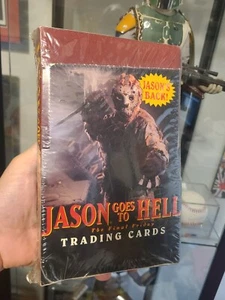 JASON'S
BACK!
JASON GOES TO HELL
The Final Friday
TRADING CARDS